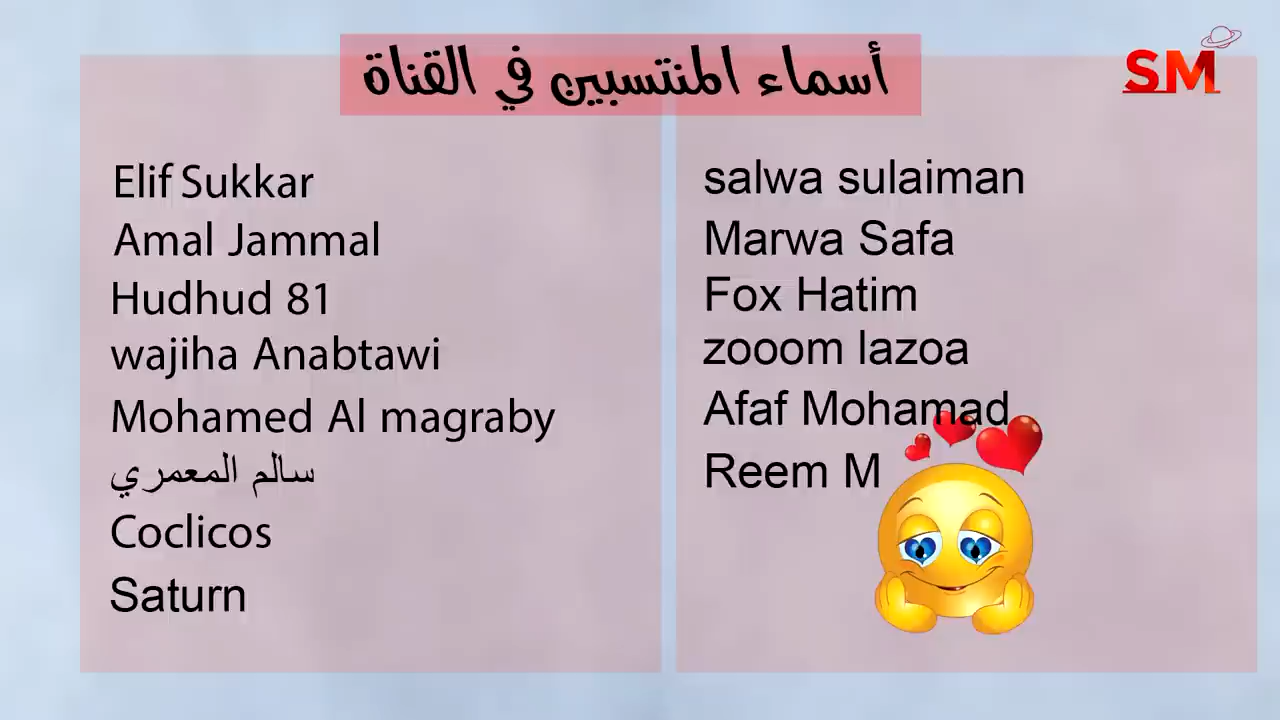 أسماء المنتسبين في القناة
SM
Elif Sukkar
Amal Jammal
Hudhud 81
wajiha Anabtawi
Mohamed Al magraby
سالم المعمري
Coclicos
Saturn
salwa sulaiman
Marwa Safa
Fox Hatim
zooom lazoa
Afaf Mohamad
Reem M